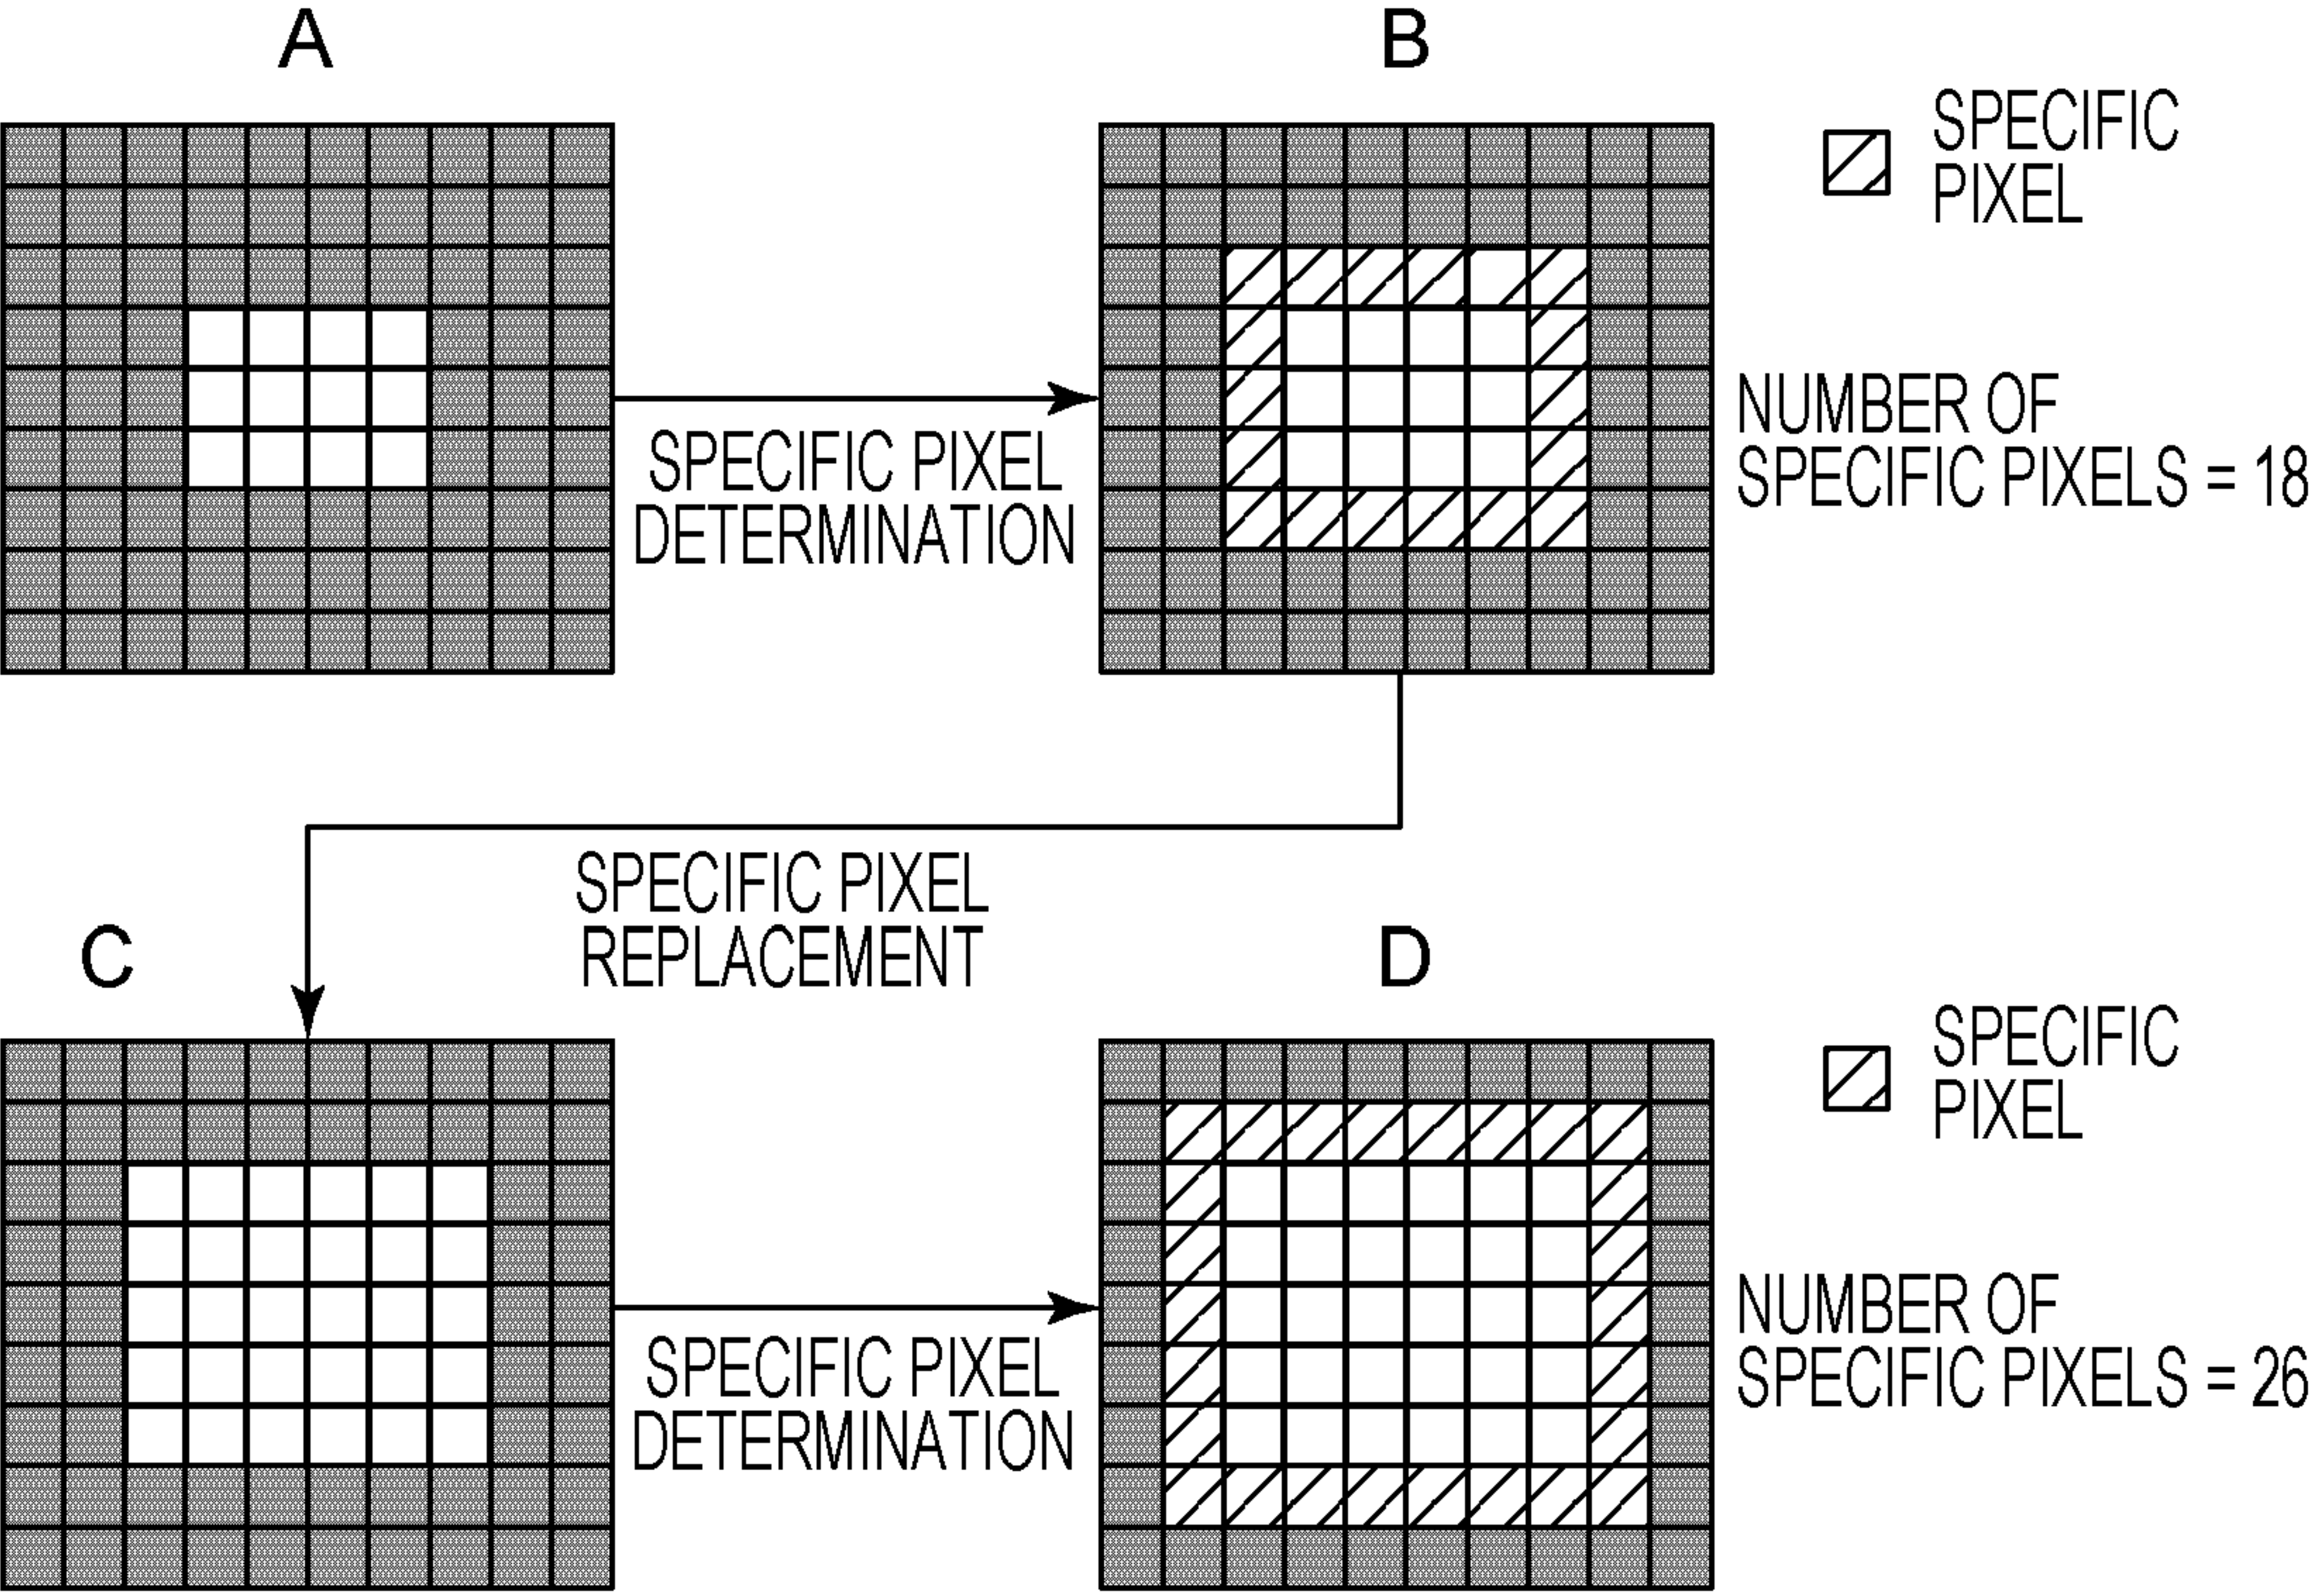 A
B
SPECIFIC
PIXEL
NUMBER OF
SPECIFIC PIXELS = 18
SPECIFIC PIXEL
DETERMINATION
SPECIFIC PIXEL
REPLACEMENT
C
D
SPECIFIC
PIXEL
NUMBER OF
SPECIFIC PIXELS = 26
SPECIFIC PIXEL
DETERMINATION